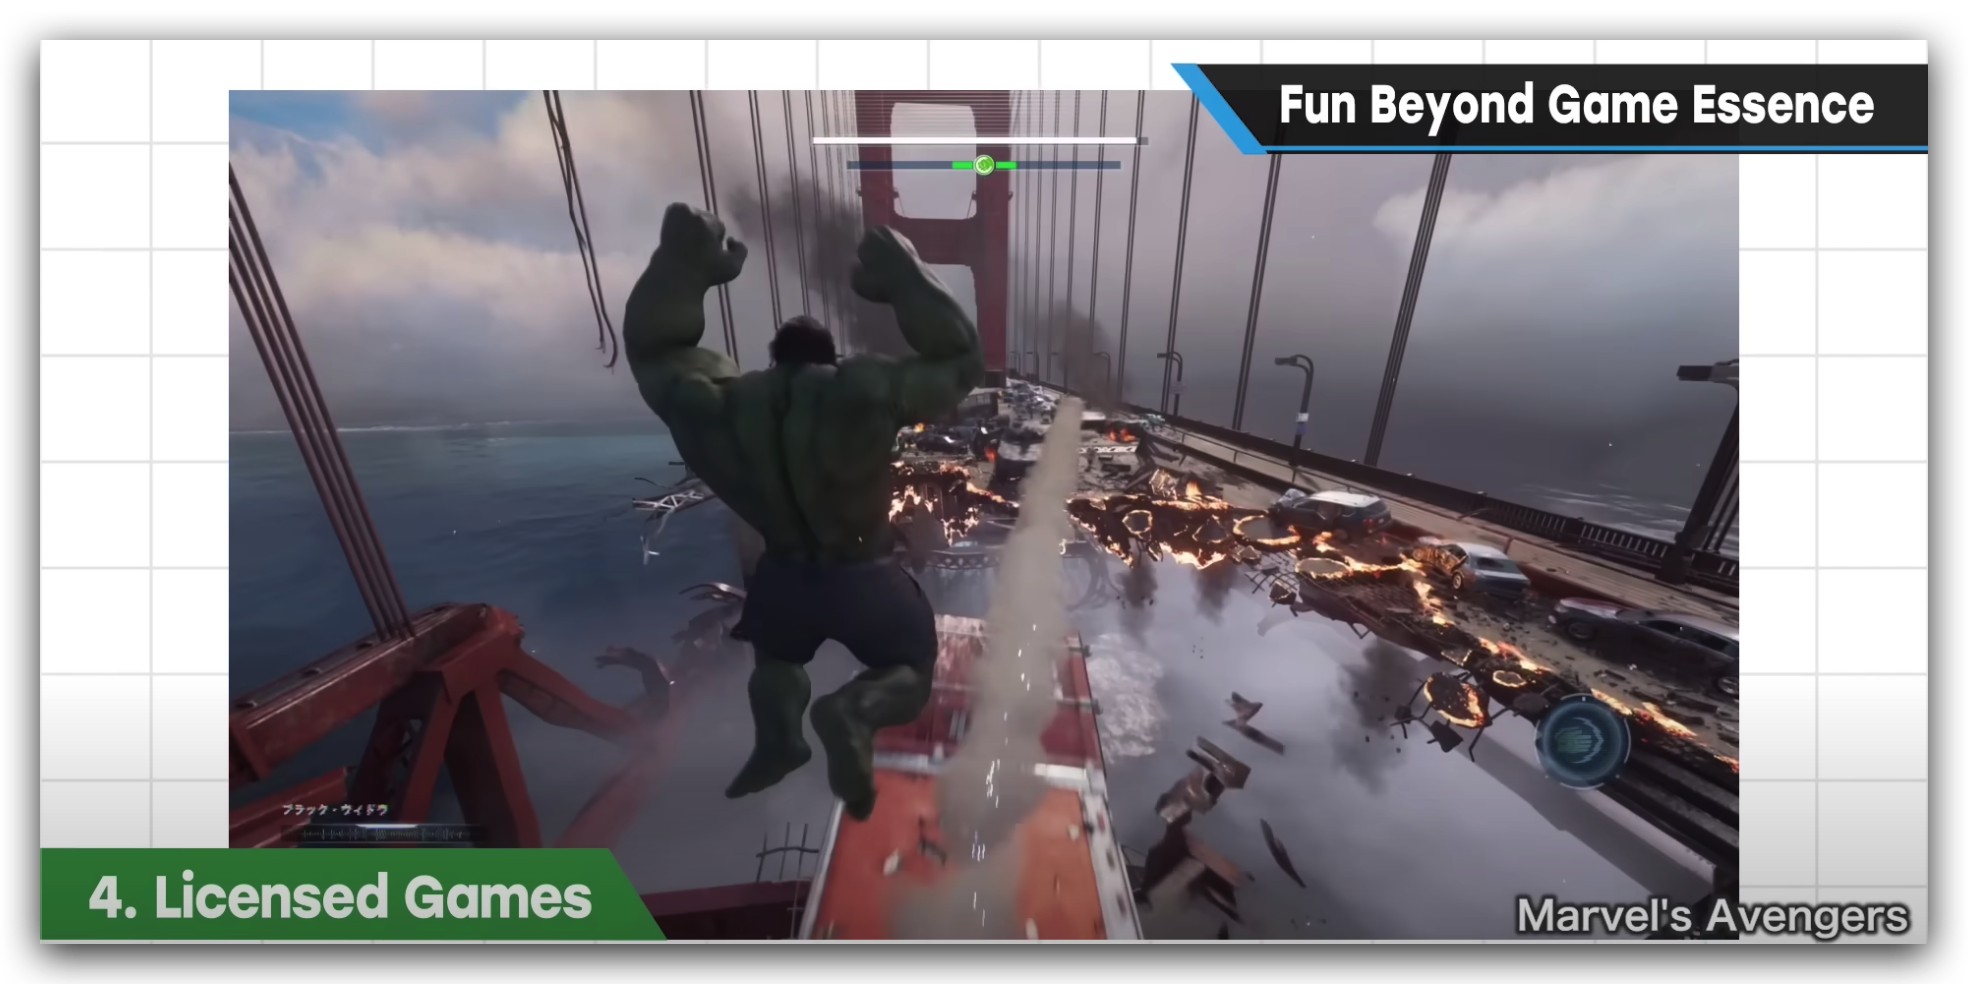 Fun Beyond Game Essence
ブラック・ウィドウ
4. Licensed Games
Marvel's Avengers